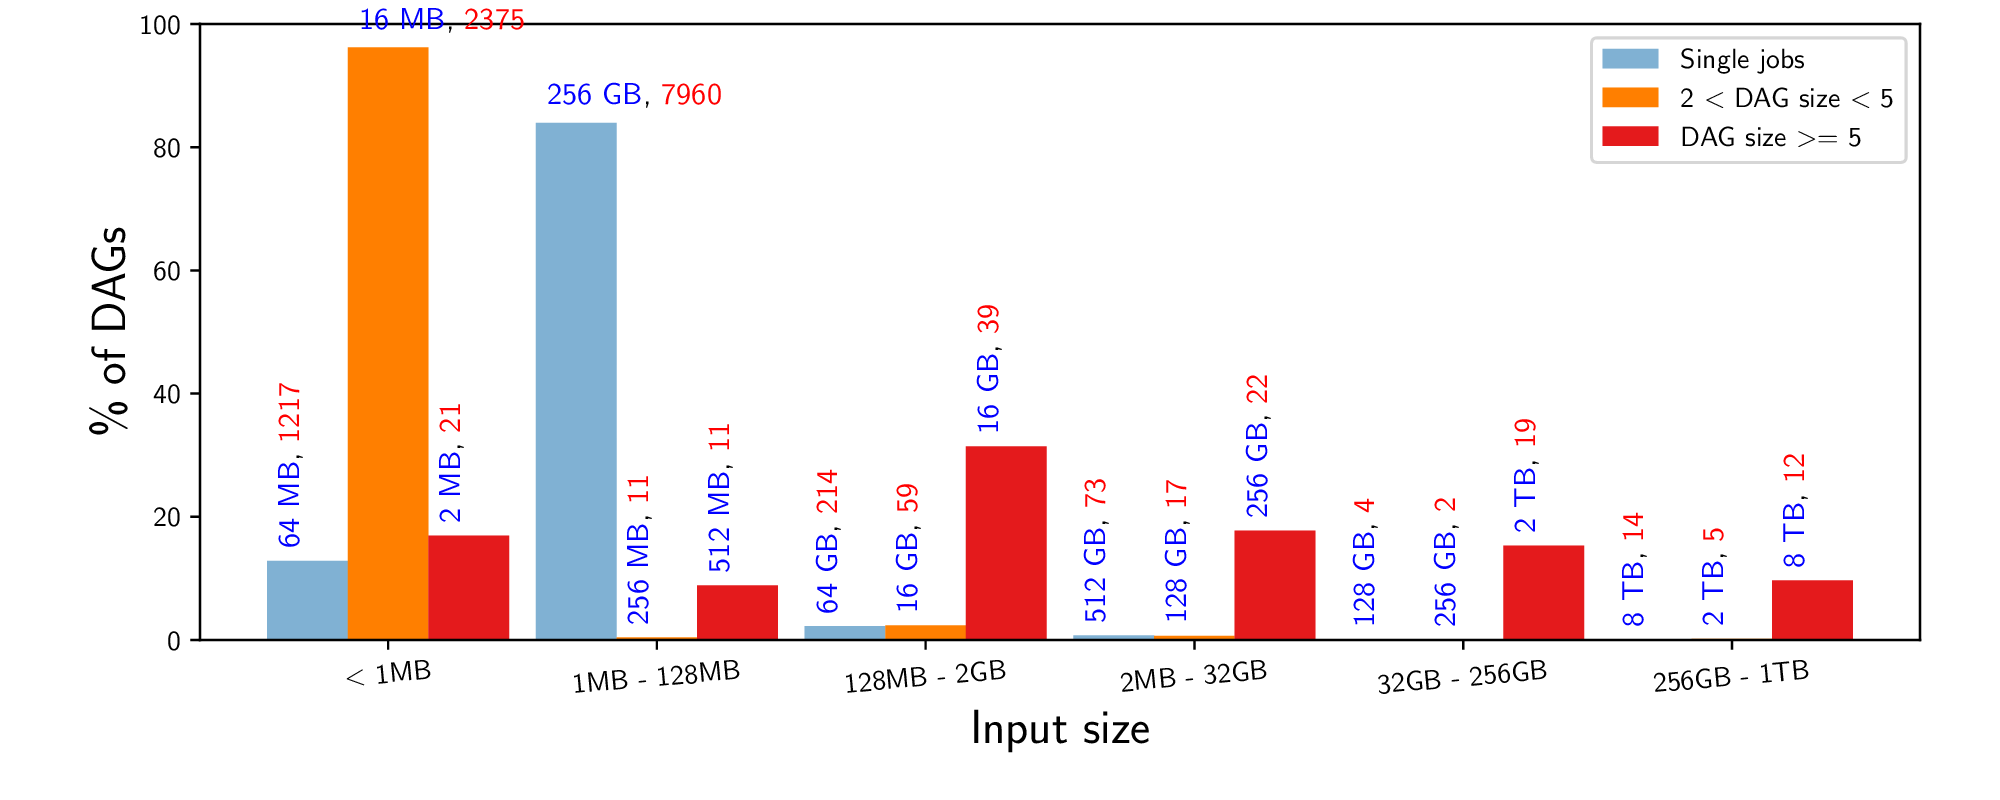 100
80
60
40
20
0
% of DAGs
16 MB, 2375
256 GB, 7960
64 MB, 1217
2 MB, 21
256 MB, 11
512 MB, 11
64 GB, 214
16 GB, 59
16 GB, 39
512 GB, 73
128 GB, 17
256 GB, 22
128 GB, 4
256 GB, 2
2 TB, 19
8 TB, 14
2 TB, 5
8 TB, 12
Single jobs
2 < DAG size < 5
DAG size >= 5
< 1MB
1MB - 128MB
128MB - 2GB
2MB - 32GB
32GB - 256GB
256GB - 1TB
Input size